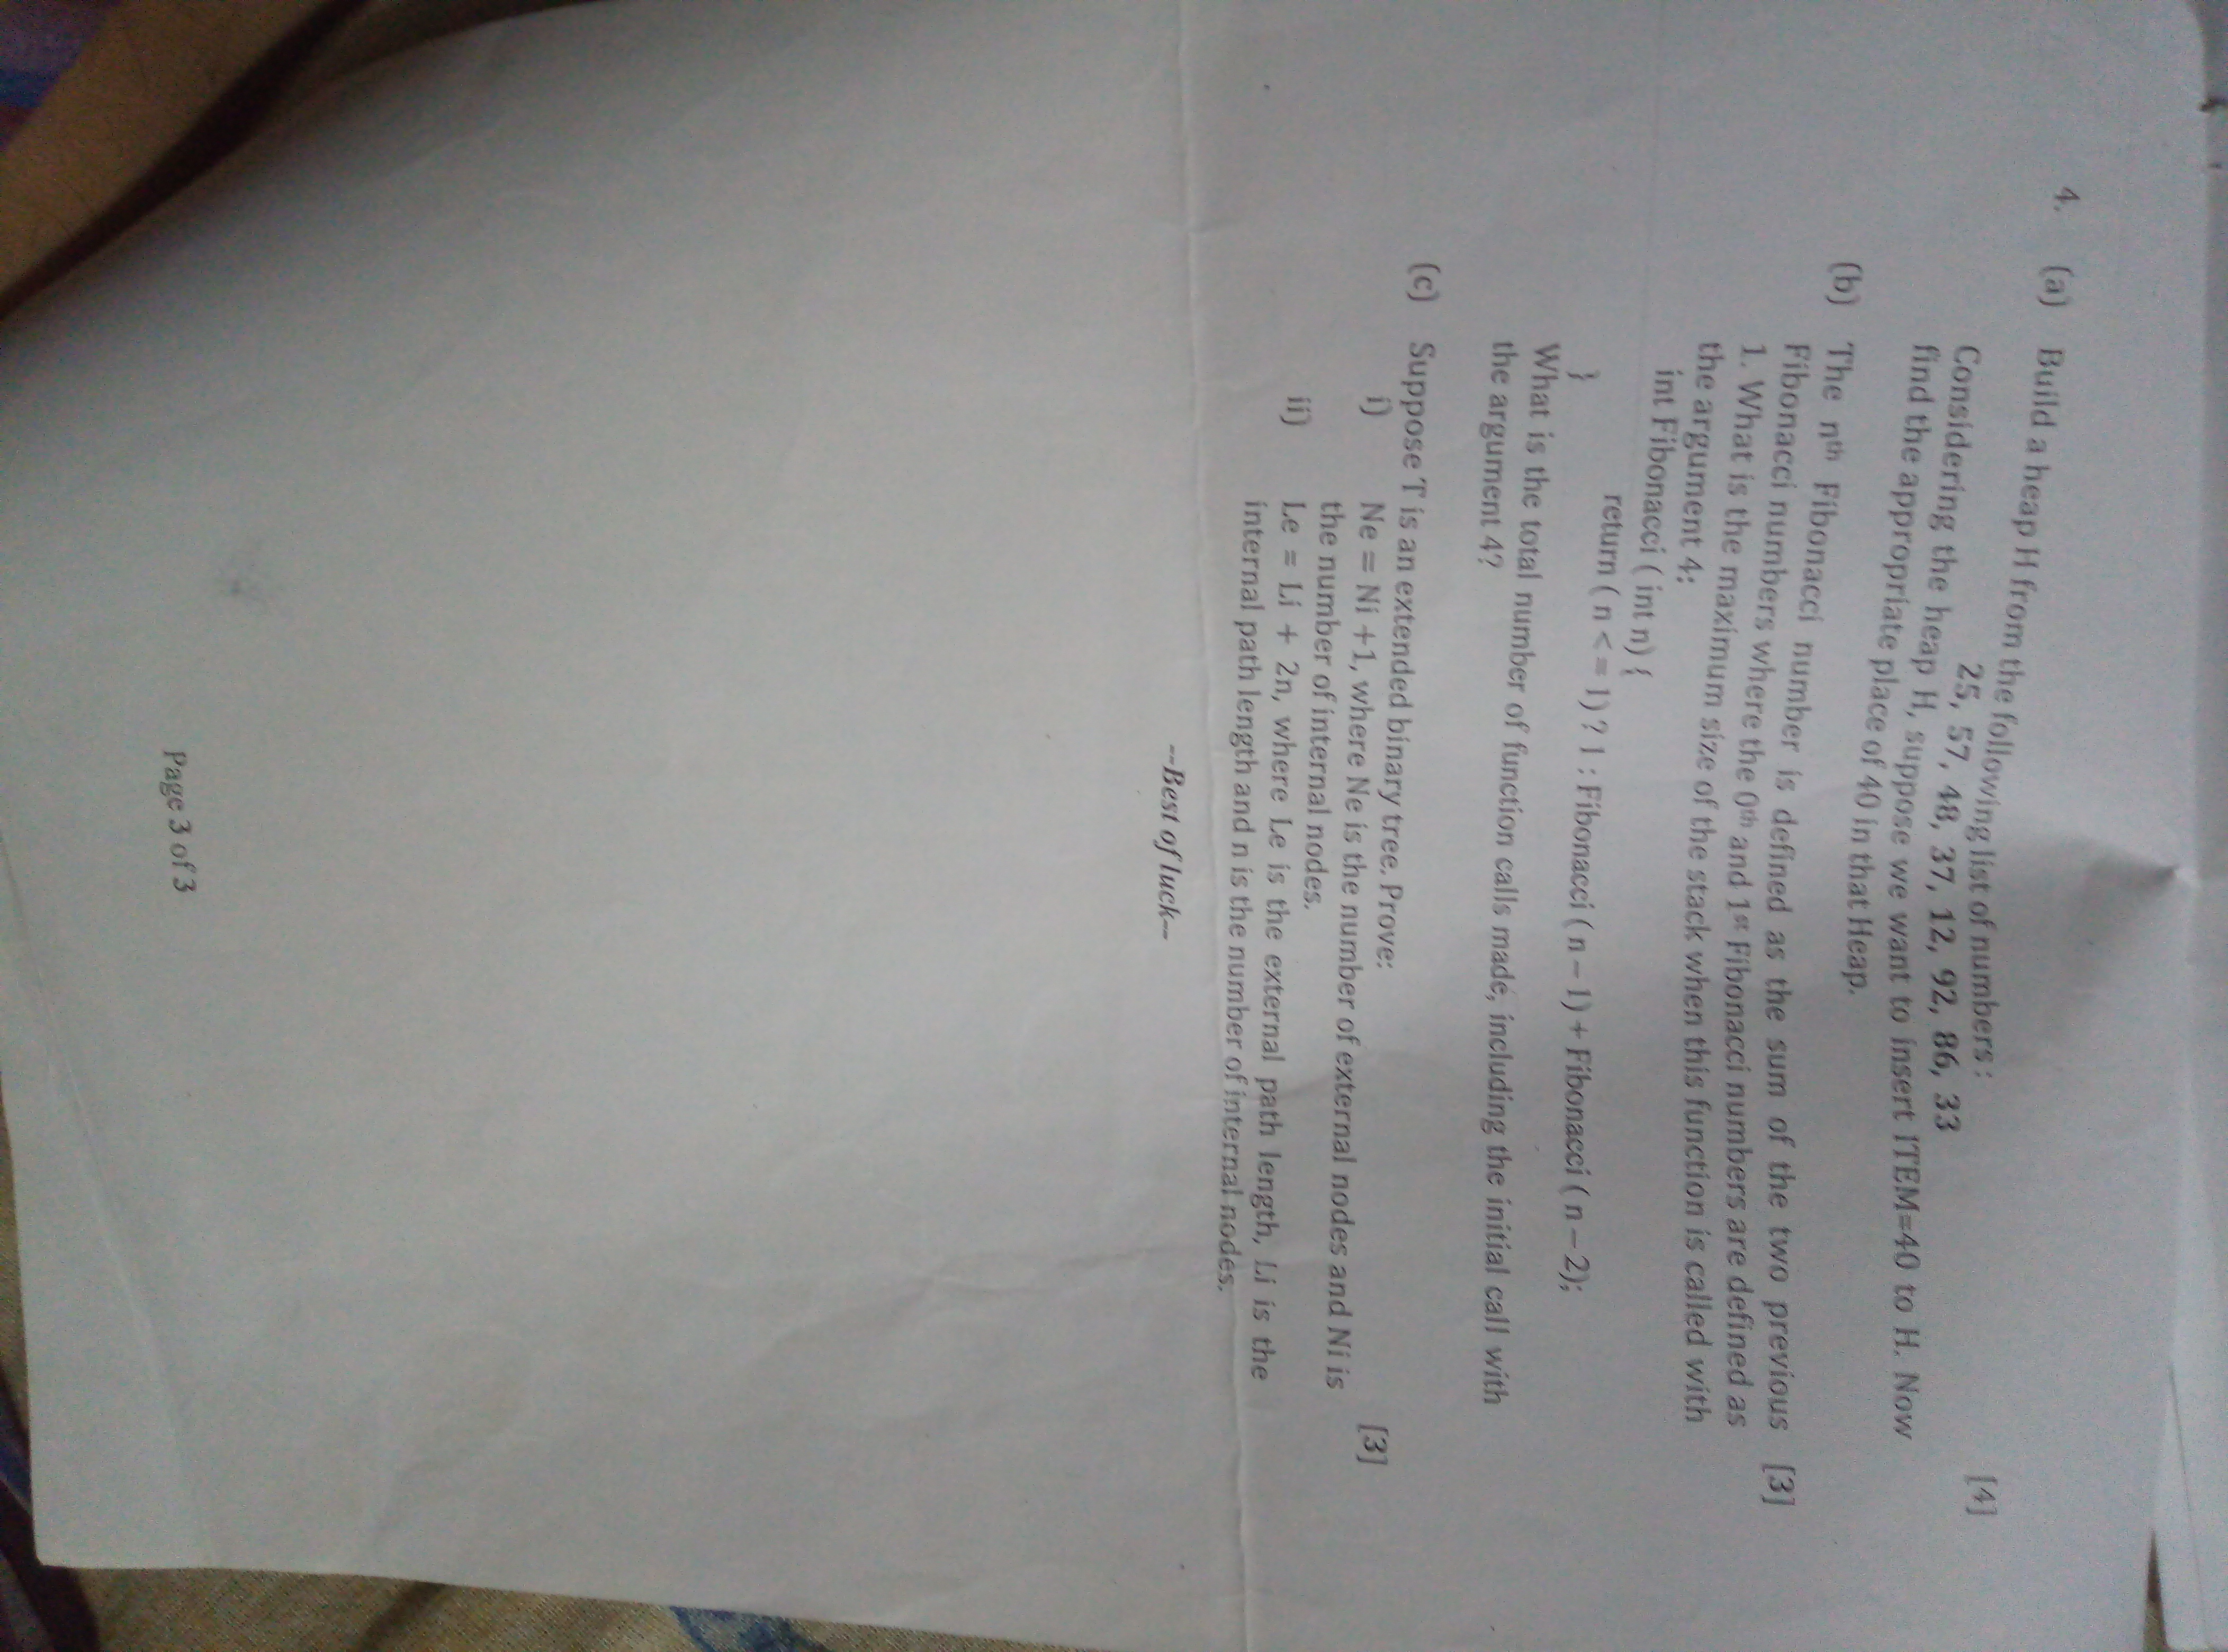 4. (a) Build a heap H from the following list of numbers :
25, 57, 48, 37, 12, 92, 86, 33
Considering the heap H, suppose we want to insert ITEM=40 to H. Now
find the appropriate place of 40 in that Heap.
[4]
(b) The nth Fibonacci number is defined as the sum of the two previous
Fibonacci numbers where the 0th and 1st Fibonacci numbers are defined as
1. What is the maximum size of the stack when this function is called with
the argument 4:
[3]
int Fibonacci ( int n) {
return ( n < = 1) ? 1 : Fibonacci ( n – 1) + Fibonacci ( n – 2);
}
What is the total number of function calls made, including the initial call with
the argument 4?
(c) Suppose T is an extended binary tree. Prove:
[3]
i) Ne = Ni +1, where Ne is the number of external nodes and Ni is
the number of internal nodes.
ii) Le = Li + 2n, where Le is the external path length, Li is the
internal path length and n is the number of internal nodes.
--Best of luck--
Page 3 of 3